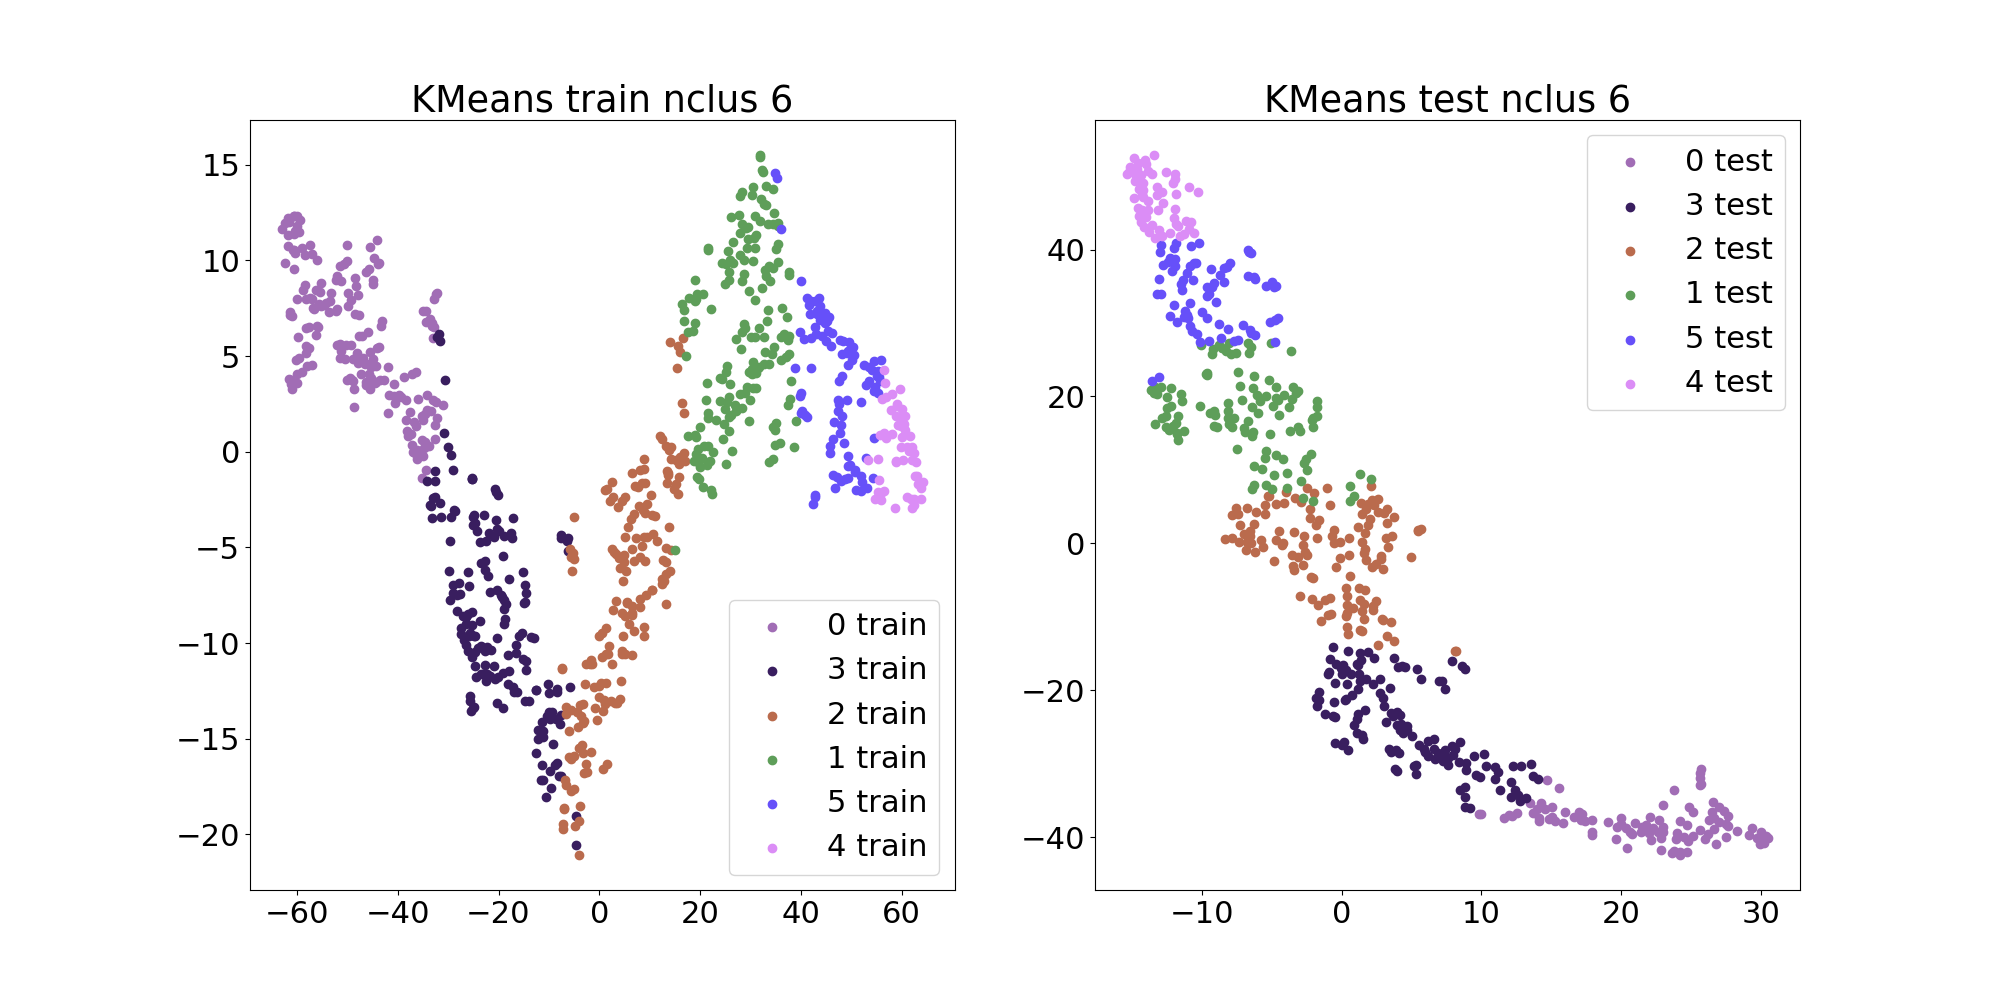 KMeans train nclus 6
15
10
5
0
−5
−10
−15
−20
−60
−40
−20
0
20
40
60
0 train
3 train
2 train
1 train
5 train
4 train
KMeans test nclus 6
40
20
0
−20
−40
−10
0
10
20
30
0 test
3 test
2 test
1 test
5 test
4 test